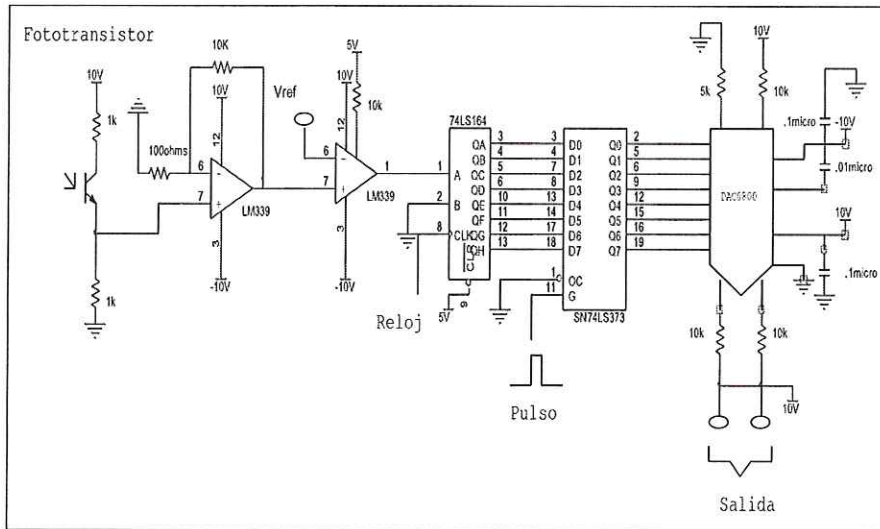 Fototransistor
10V
1k
1k
100ohms
10K
10V
12
6
7
-
+
LM339
3
-10V
Vref
5V
10V
12
10k
6
7
-
+
1
LM339
3
-10V
74LS164
1
A
2
B
8
CLK
CLR
9
5V
QA 3
QB 4
QC 5
QD 6
QE 10
QF 11
QG 12
QH 13
Reloj
3 D0 Q0 2
4 D1 Q1 5
7 D2 Q2 6
8 D3 Q3 9
13 D4 Q4 12
14 D5 Q5 15
17 D6 Q6 16
18 D7 Q7 19
1 OC
11 G
SN74LS373
Pulso
10V
5k
10k
.1micro
-10V
.01micro
10V
.1micro
10k
10k
10V
Salida